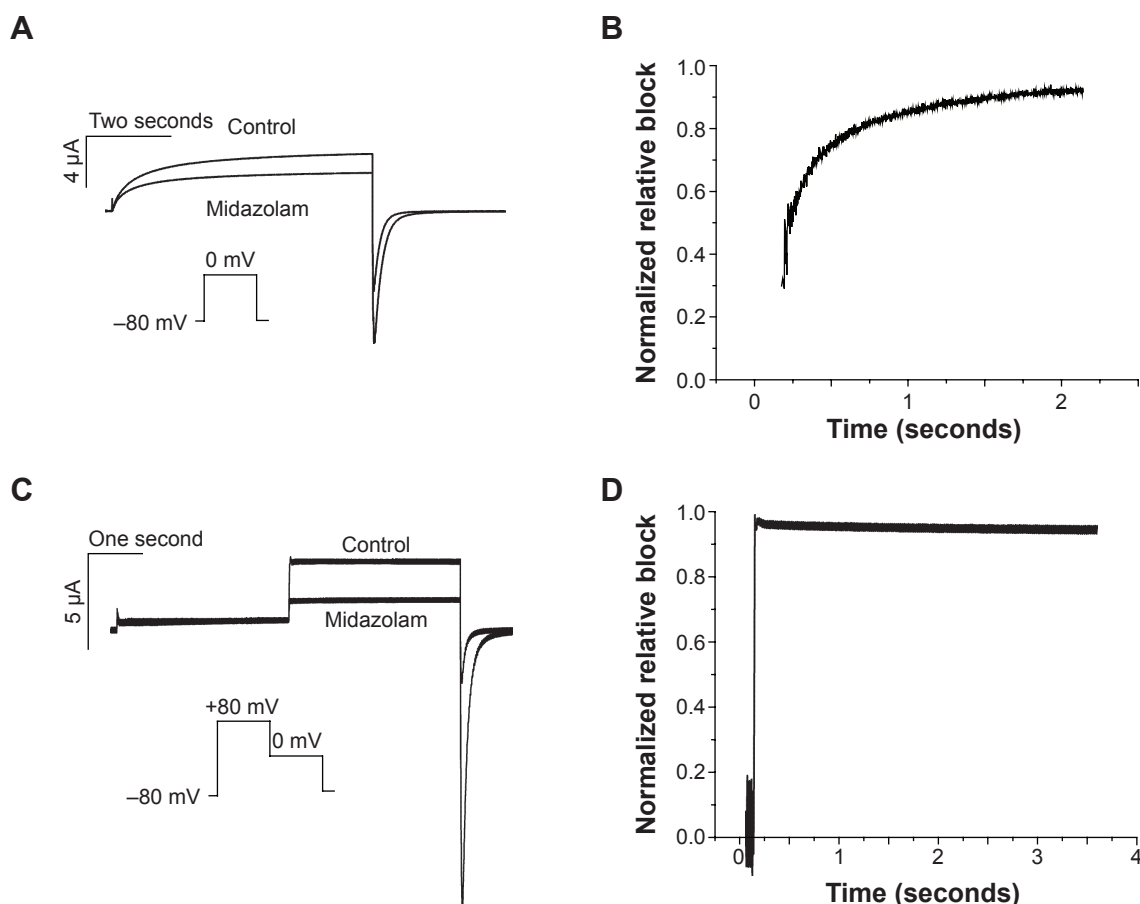 A
Two seconds
4 µA
Control
Midazolam
0 mV
–80 mV
B
Normalized relative block
1.0
0.8
0.6
0.4
0.2
0.0
0
1
2
Time (seconds)
C
One second
5 µA
Control
Midazolam
+80 mV
0 mV
–80 mV
D
Normalized relative block
1.0
0.8
0.6
0.4
0.2
0.0
0
1
2
3
4
Time (seconds)